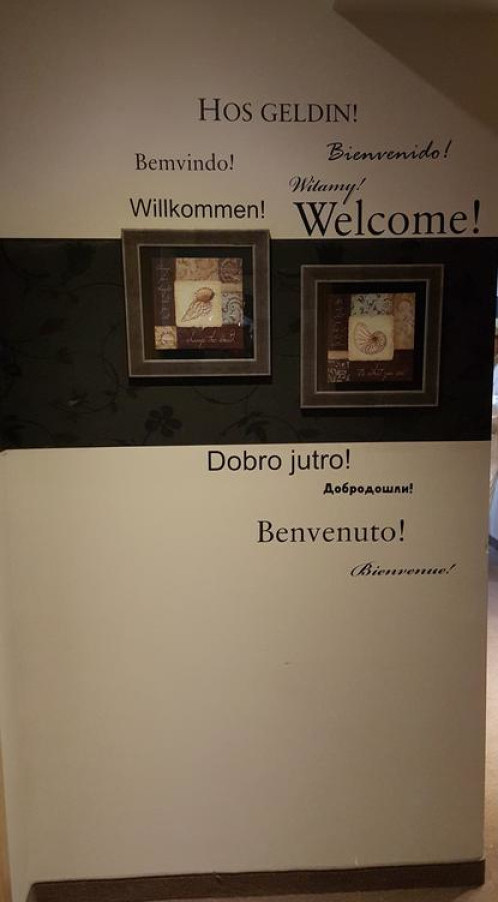 HOS GELDIN!
Bienvenido!
Bemvindo!
Witamy!
Willkommen!
Welcome!
Dobro jutro!
Добродошли!
Benvenuto!
Bienvenue!